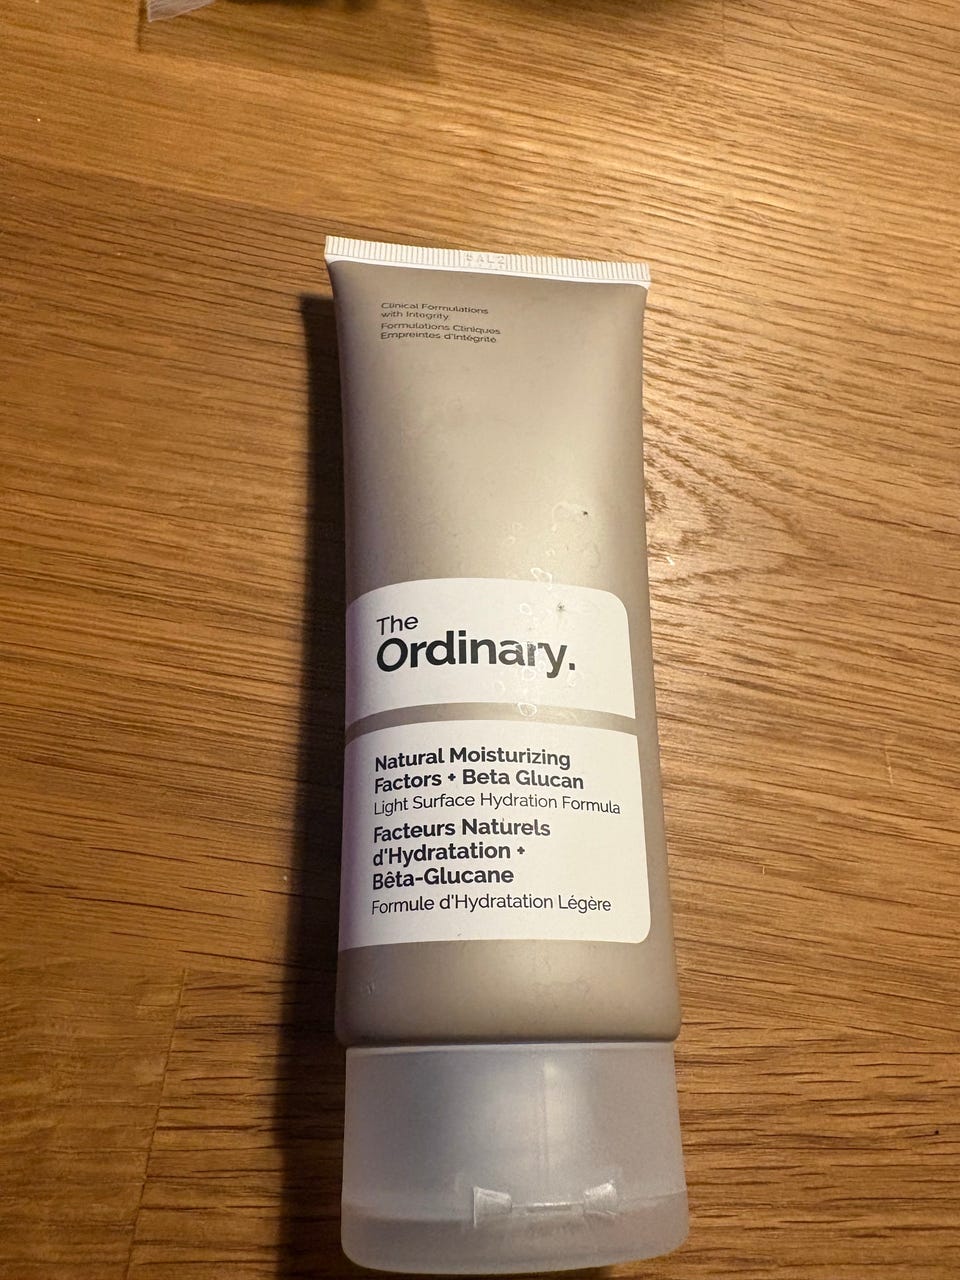 Clinical Formulations
with Integrity
Formulations Cliniques
Empreintes d'Intégrité
The
Ordinary.
Natural Moisturizing
Factors + Beta Glucan
Light Surface Hydration Formula
Facteurs Naturels
d'Hydratation +
Bêta-Glucane
Formule d'Hydratation Légère